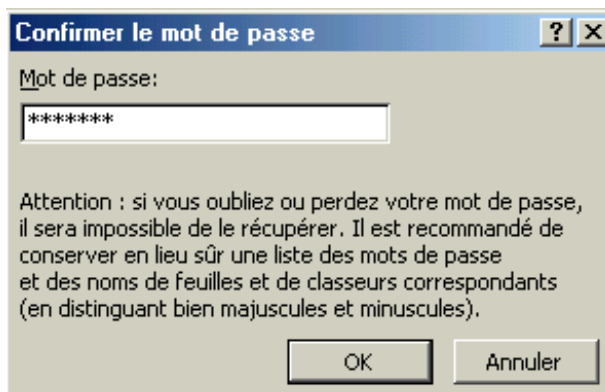 Confirmer le mot de passe
Mot de passe:
*******
Attention : si vous oubliez ou perdez votre mot de passe,
il sera impossible de le récupérer. Il est recommandé de
conserver en lieu sûr une liste des mots de passe
et des noms de feuilles et de classeurs correspondants
(en distinguant bien majuscules et minuscules).
OK
Annuler